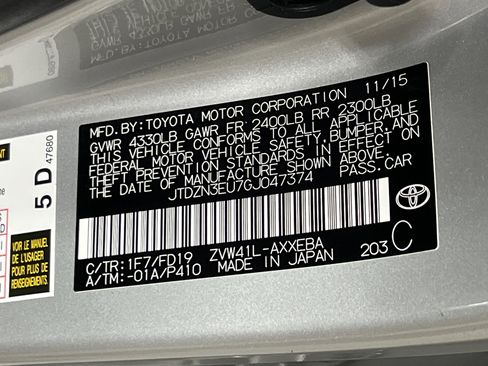 MFD.BY:TOYOTA MOTOR CORPORATION 11/15
GVWR 4330LB GAWR FR 2400LB RR 2300LB
THIS VEHICLE CONFORMS TO ALL APPLICABLE
FEDERAL MOTOR VEHICLE SAFETY, BUMPER, AND
THEFT PREVENTION STANDARDS IN EFFECT ON
THE DATE OF MANUFACTURE SHOWN ABOVE.
JTDZN3EU7GJ047374 PASS.CAR
C/TR:1F7/FD19 ZVW41L-AXXEBA
A/TM:-01A/P410 MADE IN JAPAN 203 C
TOYOTA
5 D 47680
VOIR LE MANUEL
DE L'USAGER
POUR PLUS DE
RENSEIGNEMENTS